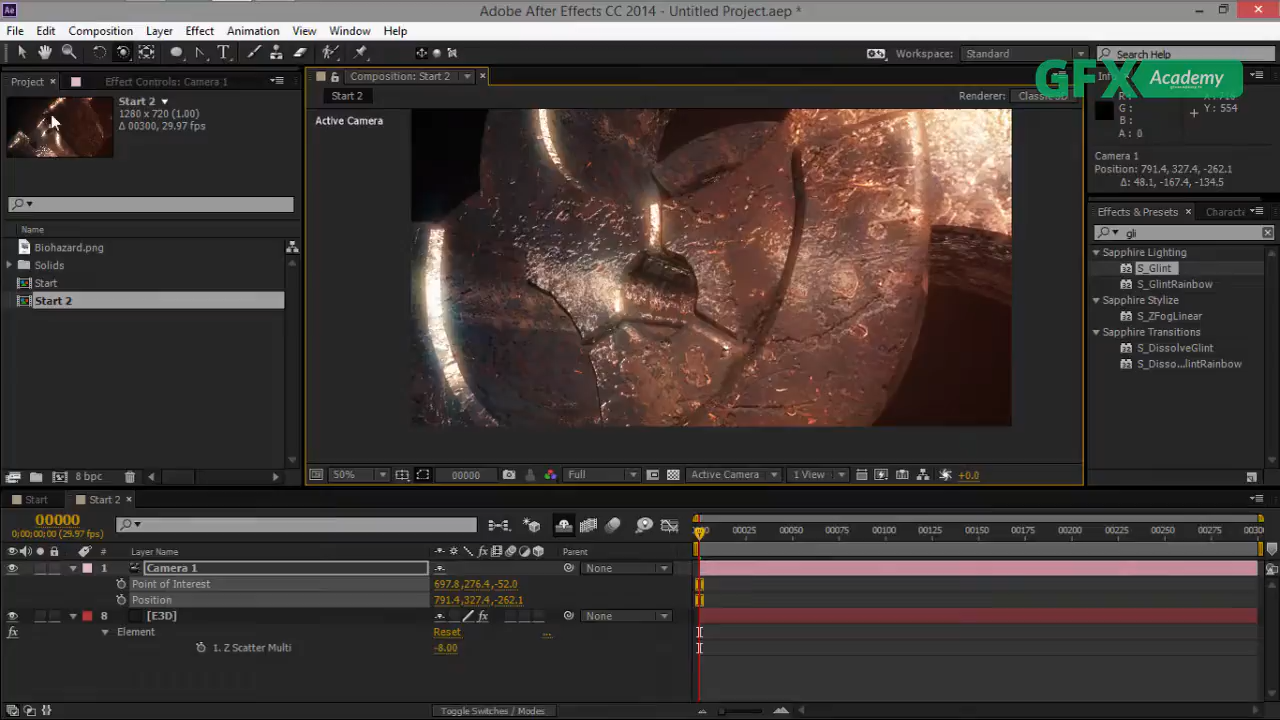 Ae Adobe After Effects CC 2014 - Untitled Project.aep *
File Edit Composition Layer Effect Animation View Window Help
Workspace: Standard
Search Help
Project
Effect Controls: Camera 1
Composition: Start 2
GFX Academy
Start 2
1280 x 720 (1.00)
Δ 00300, 29.97 fps
Start 2
Renderer:
Active Camera
R:
G:
B:
A: 0
Y: 554
Camera 1
Position: 791.4, 327.4, -262.1
Δ: 48.1, -167.4, -134.5
Effects & Presets
gli
Name
Biohazard.png
Solids
Start
Start 2
Sapphire Lighting
S_Glint
S_GlintRainbow
Sapphire Stylize
S_ZFogLinear
Sapphire Transitions
S_DissolveGlint
S_Disso...lintRainbow
8 bpc
50%
00000
Full
Active Camera
1 View
+0.0
Start
Start 2
00000
0;00;00;00 (29.97 fps)
00025 00050 00075 00100 00125 00150 00175 00200 00225 00250 00275
# Layer Name
Parent
1 Camera 1
None
Point of Interest
697.8, 276.4, -52.0
Position
791.4, 327.4, -262.1
8 [E3D]
None
Element
Reset
...
1. Z Scatter Multi
-8.00
Toggle Switches / Modes